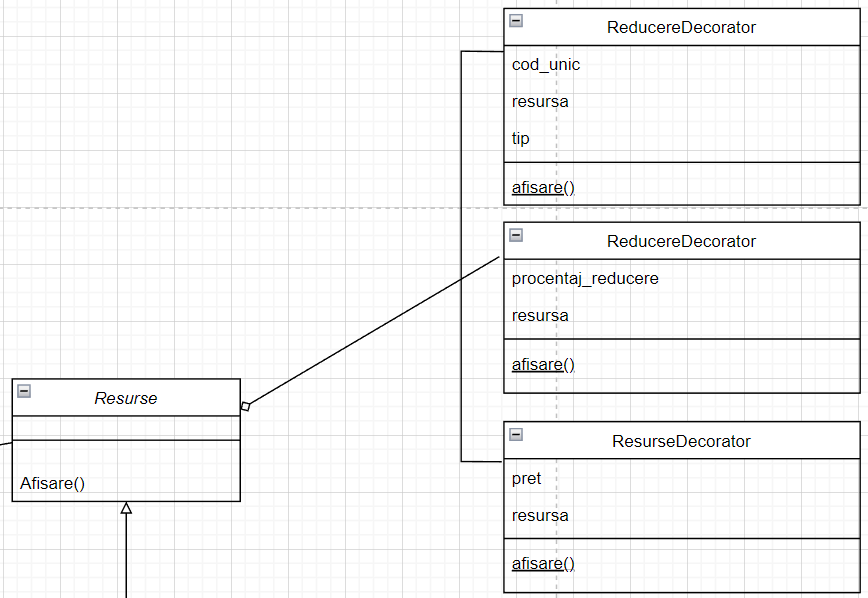 ReducereDecorator
cod_unic
resursa
tip
afisare()
ReducereDecorator
procentaj_reducere
resursa
afisare()
Resurse
Afisare()
ResurseDecorator
pret
resursa
afisare()